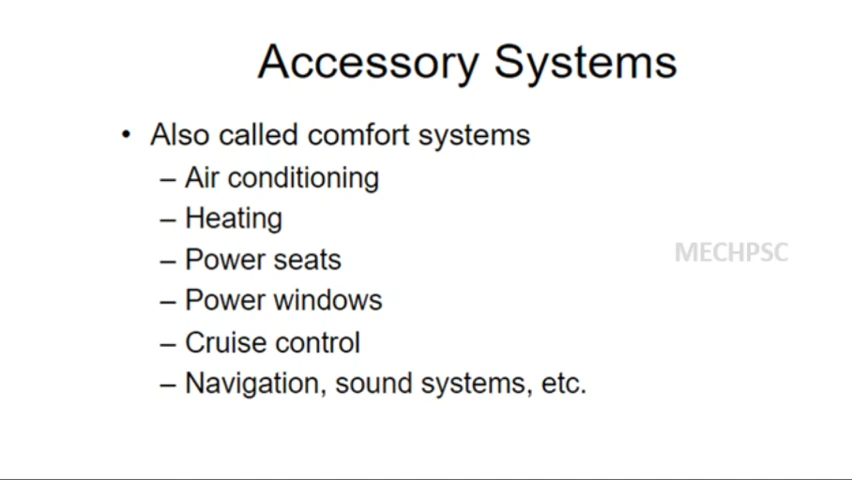 Accessory Systems
• Also called comfort systems
– Air conditioning
– Heating
– Power seats
MECHPSC
– Power windows
– Cruise control
– Navigation, sound systems, etc.